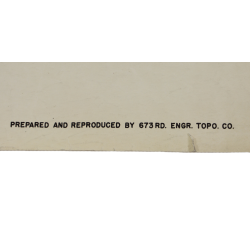 PREPARED AND REPRODUCED BY 673RD. ENGR. TOPO. CO.